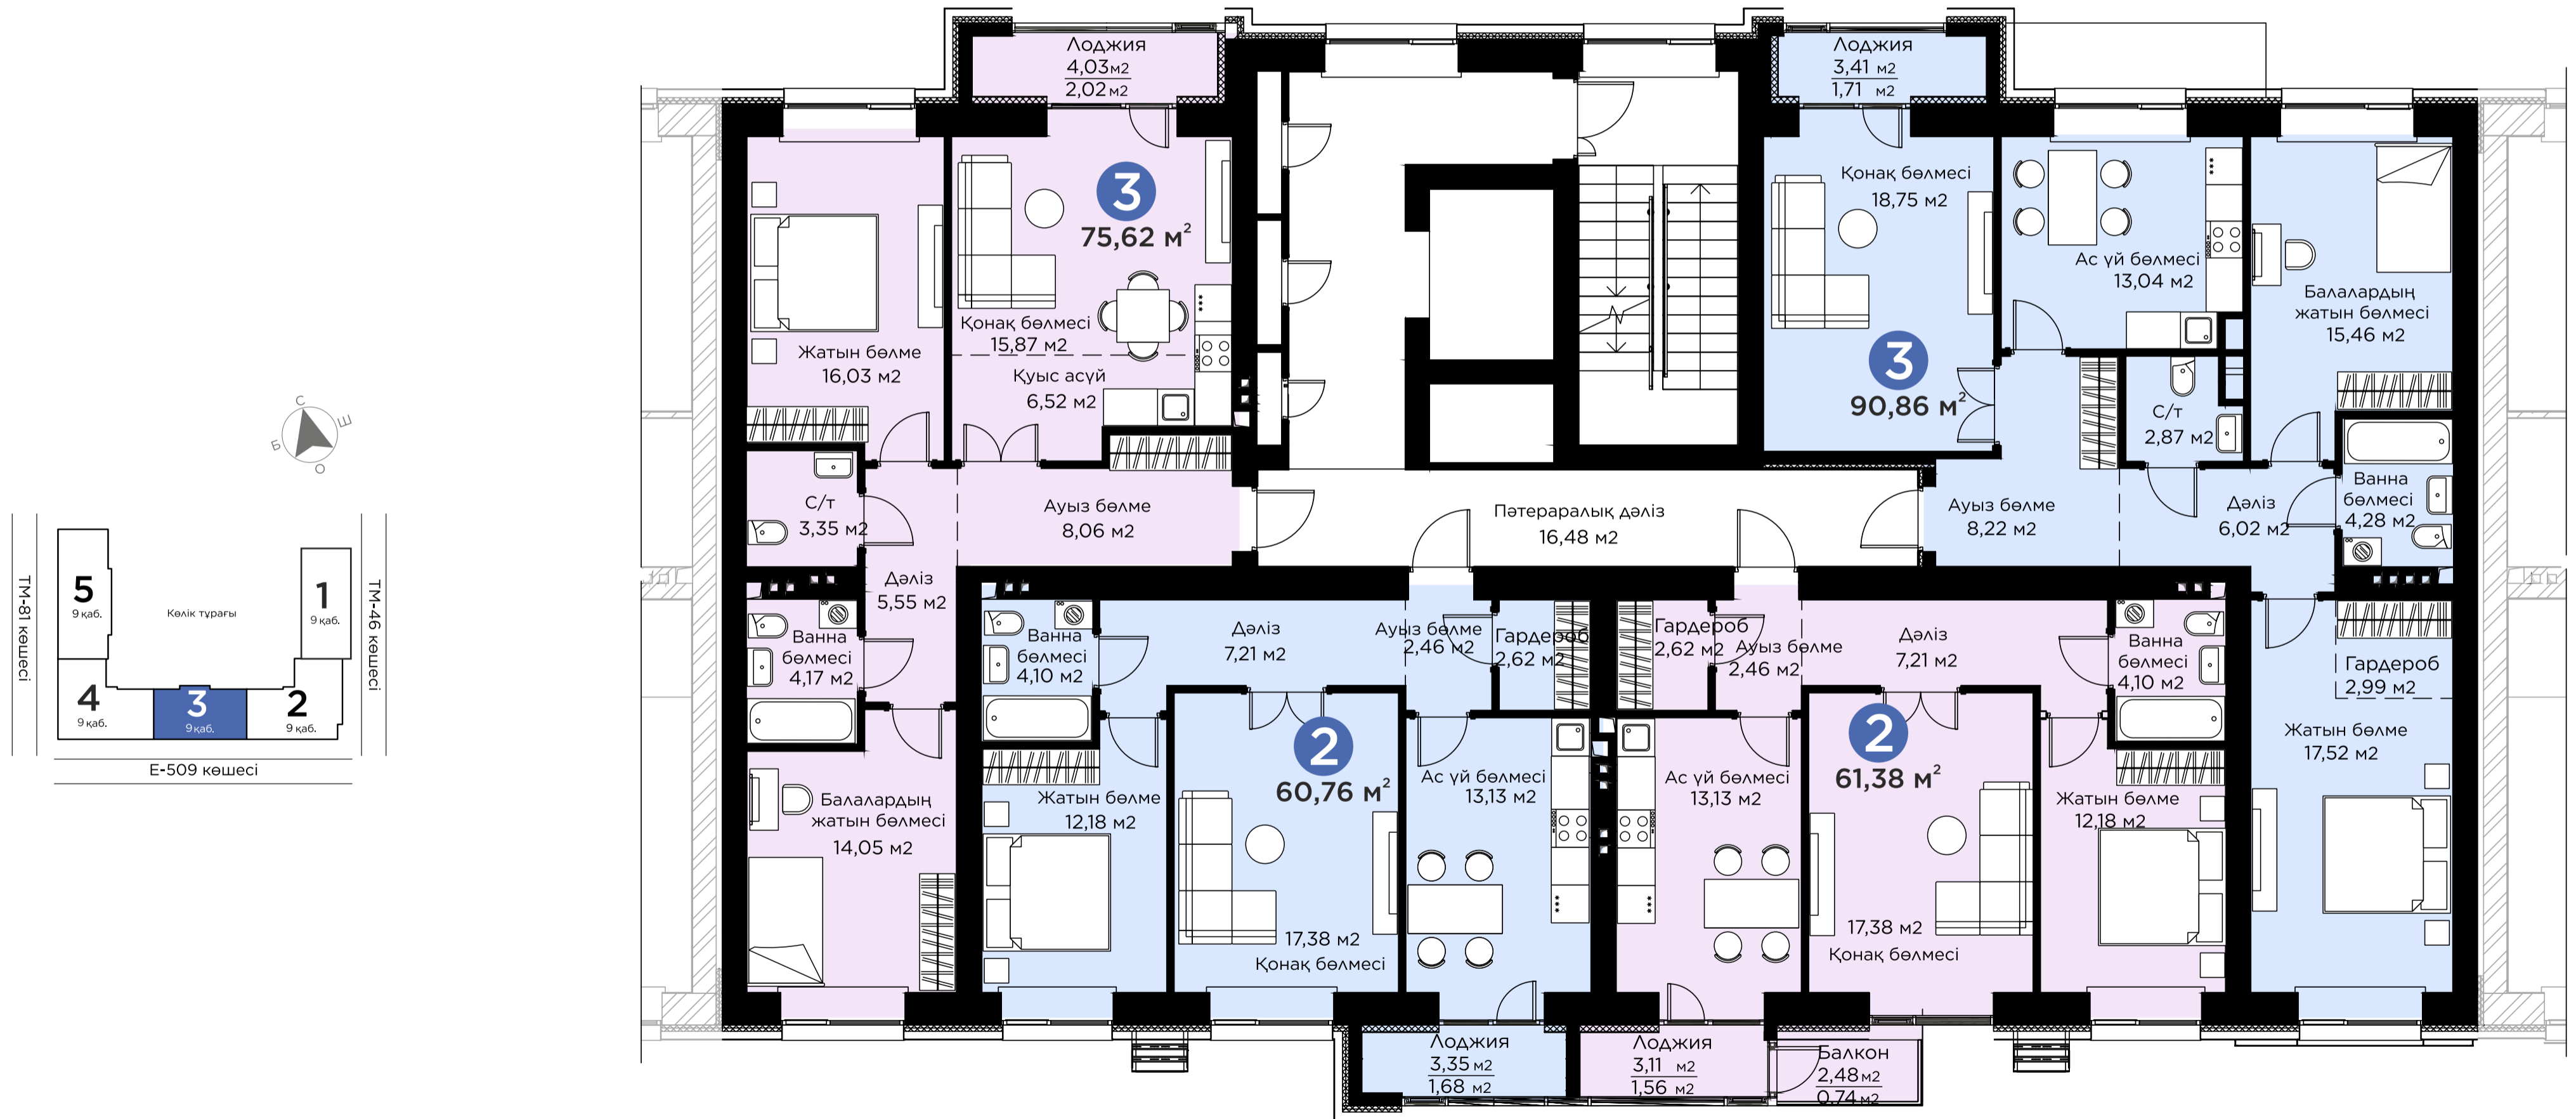 С
Ш
Б
О
ТМ-81 көшесі
ТМ-46 көшесі
5
9 қаб.
Көлік тұрағы
1
9 қаб.
4
9 қаб.
3
9 қаб.
2
9 қаб.
Е-509 көшесі
Лоджия
4,03 м2
2,02 м2
3
75,62 м²
Қонақ бөлмесі
15,87 м2
Қуыс асүй
6,52 м2
Жатын бөлме
16,03 м2
С/т
3,35 м2
Ауыз бөлме
8,06 м2
Дәліз
5,55 м2
Ванна
бөлмесі
4,17 м2
Балалардың
жатын бөлмесі
14,05 м2
Пәтераралық дәліз
16,48 м2
Лоджия
3,41 м2
1,71 м2
Қонақ бөлмесі
18,75 м2
3
90,86 м²
Ас үй бөлмесі
13,04 м2
Балалардың
жатын бөлмесі
15,46 м2
С/т
2,87 м2
Ванна
бөлмесі
4,28 м2
Ауыз бөлме
8,22 м2
Дәліз
6,02 м2
Гардероб
2,99 м2
Жатын бөлме
17,52 м2
Ванна
бөлмесі
4,10 м2
Дәліз
7,21 м2
Ауыз бөлме
2,46 м2
Гардероб
2,62 м2
2
60,76 м²
Жатын бөлме
12,18 м2
17,38 м2
Қонақ бөлмесі
Ас үй бөлмесі
13,13 м2
Лоджия
3,35 м2
1,68 м2
Гардероб
2,62 м2
Ауыз бөлме
2,46 м2
Дәліз
7,21 м2
Ванна
бөлмесі
4,10 м2
2
61,38 м²
Ас үй бөлмесі
13,13 м2
17,38 м2
Қонақ бөлмесі
Жатын бөлме
12,18 м2
Лоджия
3,11 м2
1,56 м2
Балкон
2,48 м2
0,74 м2